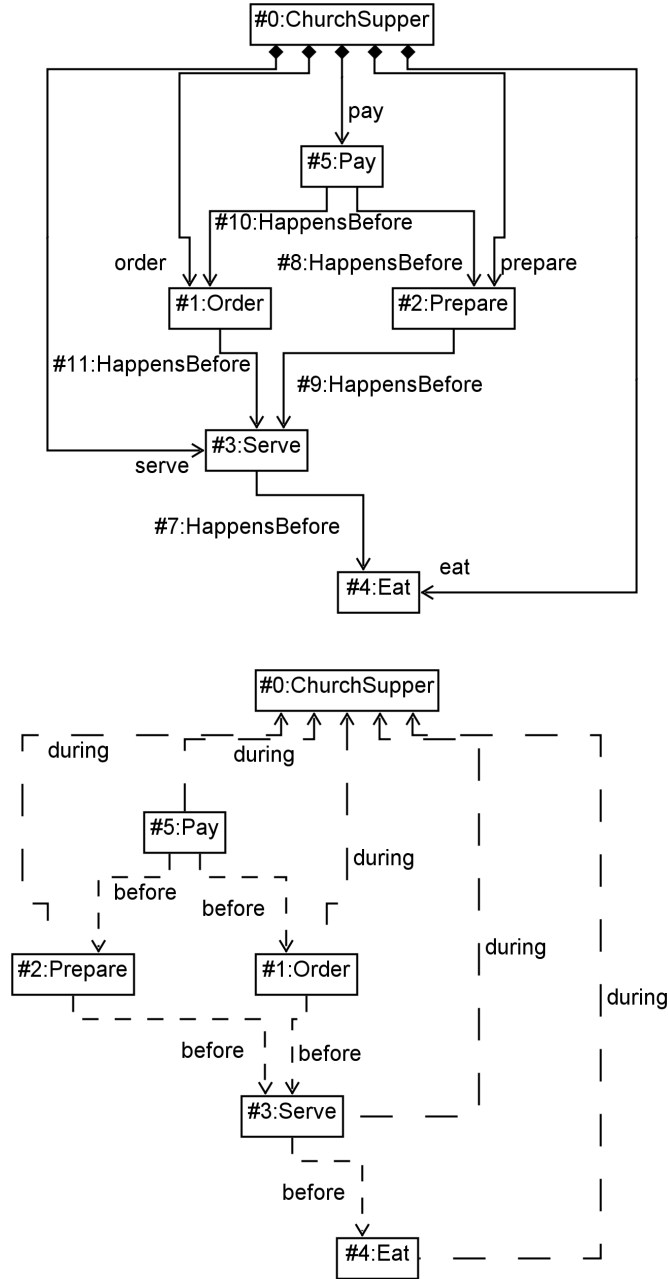 #0:ChurchSupper
pay
#5:Pay
#10:HappensBefore
order
#8:HappensBefore
prepare
#1:Order
#2:Prepare
#11:HappensBefore
#9:HappensBefore
#3:Serve
serve
#7:HappensBefore
eat
#4:Eat
#0:ChurchSupper
during
during
#5:Pay
during
before
before
during
#2:Prepare
#1:Order
during
before
before
#3:Serve
before
#4:Eat